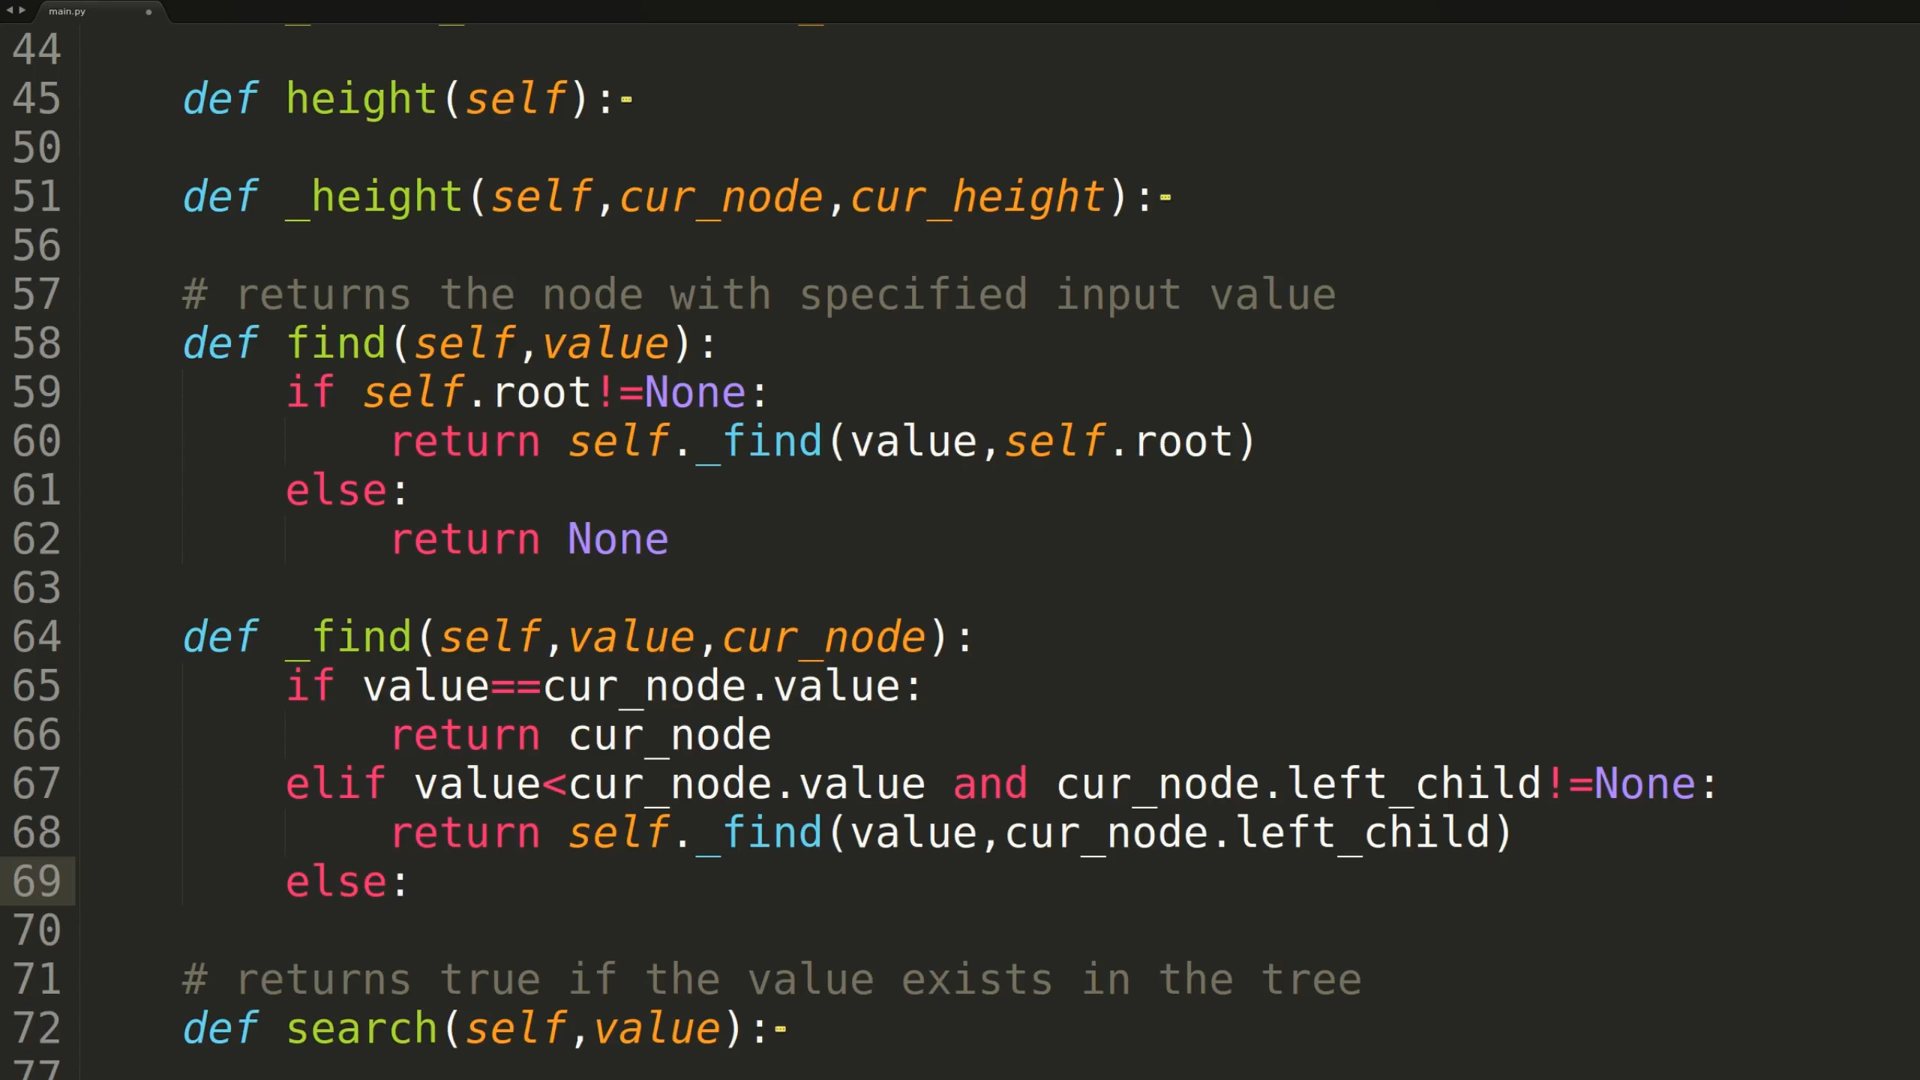 main.py
44
45 def height(self):
50
51 def _height(self,cur_node,cur_height):
56
57 # returns the node with specified input value
58 def find(self,value):
59 if self.root!=None:
60 return self._find(value,self.root)
61 else:
62 return None
63
64 def _find(self,value,cur_node):
65 if value==cur_node.value:
66 return cur_node
67 elif value<cur_node.value and cur_node.left_child!=None:
68 return self._find(value,cur_node.left_child)
69 else:
70
71 # returns true if the value exists in the tree
72 def search(self,value):
77